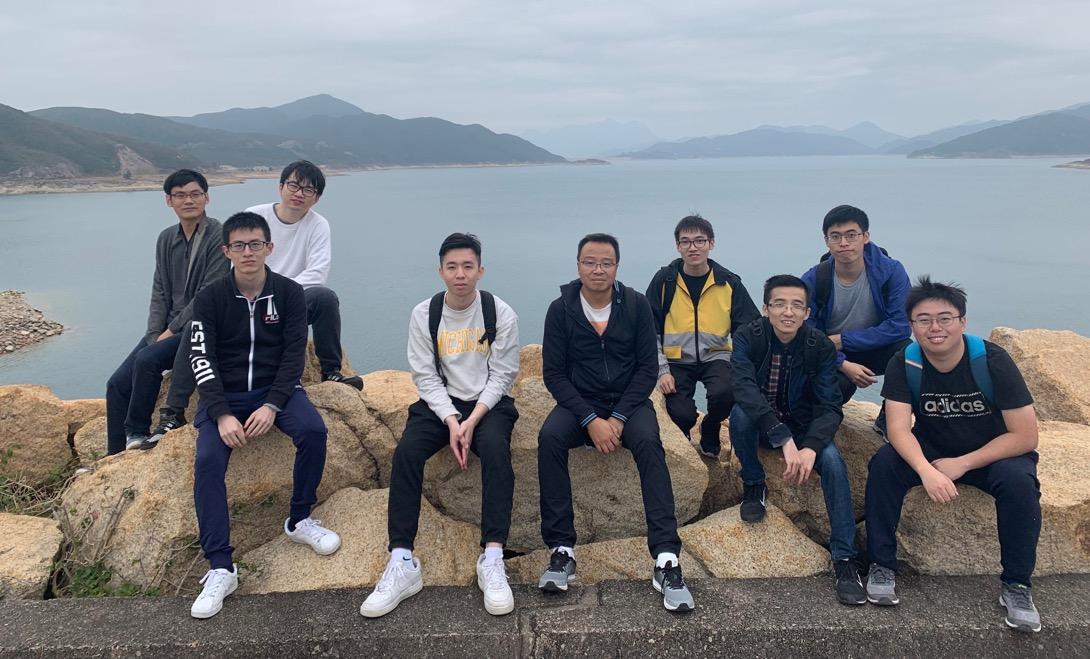 FILA
EST.1911
MICHIGAN
adidas